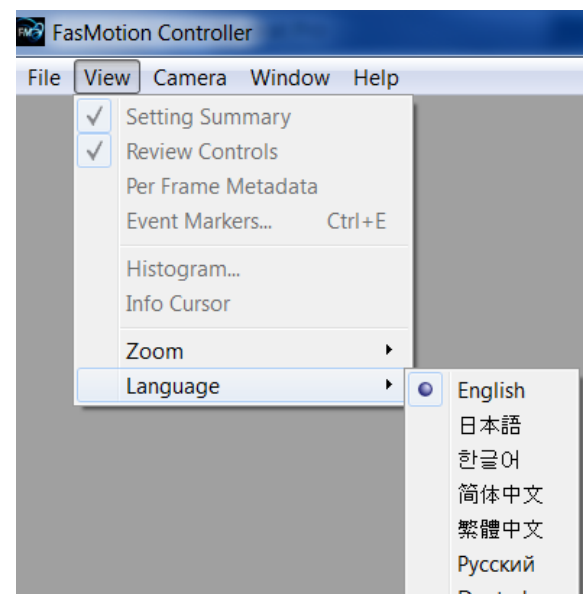 FasMotion Controller
File View Camera Window Help
Setting Summary
Review Controls
Per Frame Metadata
Event Markers... Ctrl+E
Histogram...
Info Cursor
Zoom
Language
English
日本語
한글어
简体中文
繁體中文
Русский